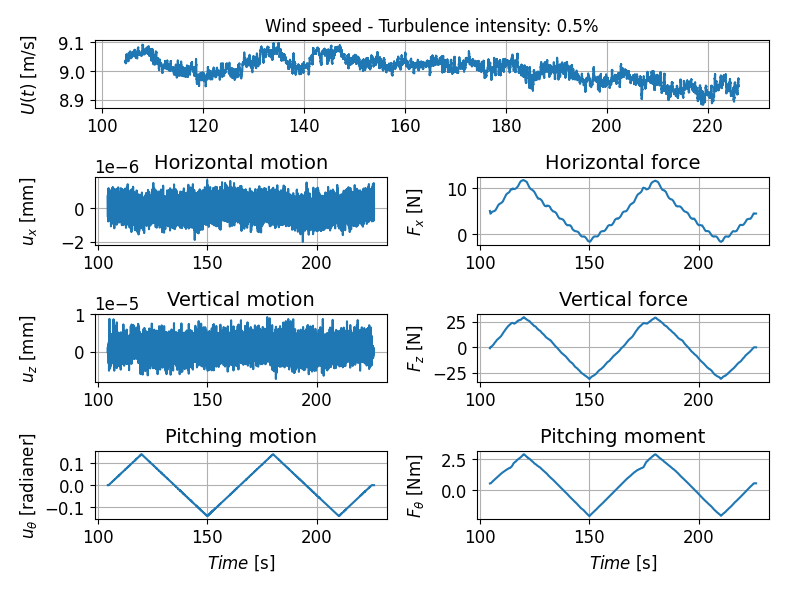 Wind speed - Turbulence intensity: 0.5%
U(t) [m/s]
9.1
9.0
8.9
100 120 140 160 180 200 220
1e−6 Horizontal motion
u_x [mm]
0
−2
100 150 200
Horizontal force
F_x [N]
10
0
100 150 200
1e−5 Vertical motion
u_z [mm]
1
0
100 150 200
Vertical force
F_z [N]
25
0
−25
100 150 200
Pitching motion
u_θ [radianer]
0.1
0.0
−0.1
100 150 200
Time [s]
Pitching moment
F_θ [Nm]
2.5
0.0
100 150 200
Time [s]